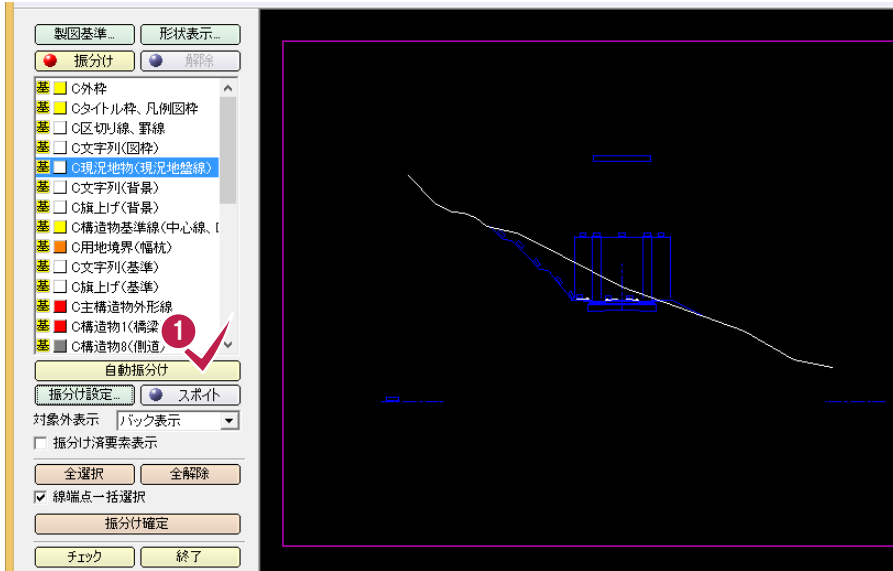 製図基準... 形状表示...
振分け 解除
基 C外枠
基 Cタイトル枠、凡例図枠
基 C区切り線、罫線
基 C文字列(図枠)
基 C現況地物(現況地盤線)
基 C文字列(背景)
基 C旗上げ(背景)
基 C構造物基準線(中心線、
基 C用地境界(幅杭)
基 C文字列(基準)
基 C旗上げ(基準)
基 C主構造物外形線
基 C構造物1(橋梁
基 C構造物8(側道)
1
自動振分け
振分け設定... スポイト
対象外表示 バック表示
振分け済要素表示
全選択 全解除
線端点一括選択
振分け確定
チェック 終了